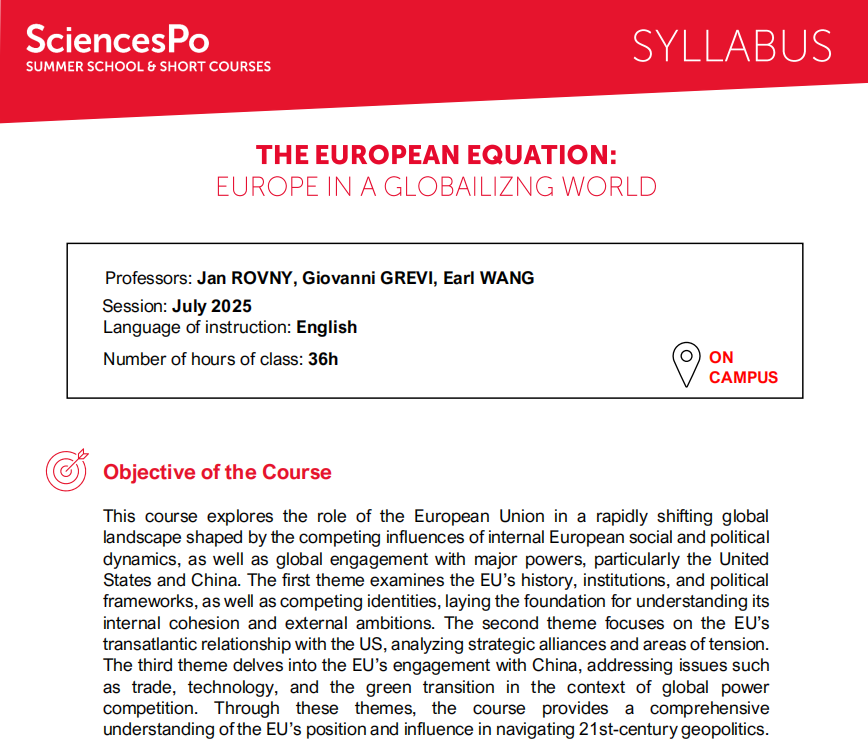 SciencesPo
SUMMER SCHOOL & SHORT COURSES
SYLLABUS
THE EUROPEAN EQUATION:
EUROPE IN A GLOBAILIZNG WORLD
Professors: Jan ROVNY, Giovanni GREVI, Earl WANG
Session: July 2025
Language of instruction: English
Number of hours of class: 36h
ON
CAMPUS
Objective of the Course
This course explores the role of the European Union in a rapidly shifting global
landscape shaped by the competing influences of internal European social and political
dynamics, as well as global engagement with major powers, particularly the United
States and China. The first theme examines the EU’s history, institutions, and political
frameworks, as well as competing identities, laying the foundation for understanding its
internal cohesion and external ambitions. The second theme focuses on the EU’s
transatlantic relationship with the US, analyzing strategic alliances and areas of tension.
The third theme delves into the EU’s engagement with China, addressing issues such
as trade, technology, and the green transition in the context of global power
competition. Through these themes, the course provides a comprehensive
understanding of the EU’s position and influence in navigating 21st-century geopolitics.